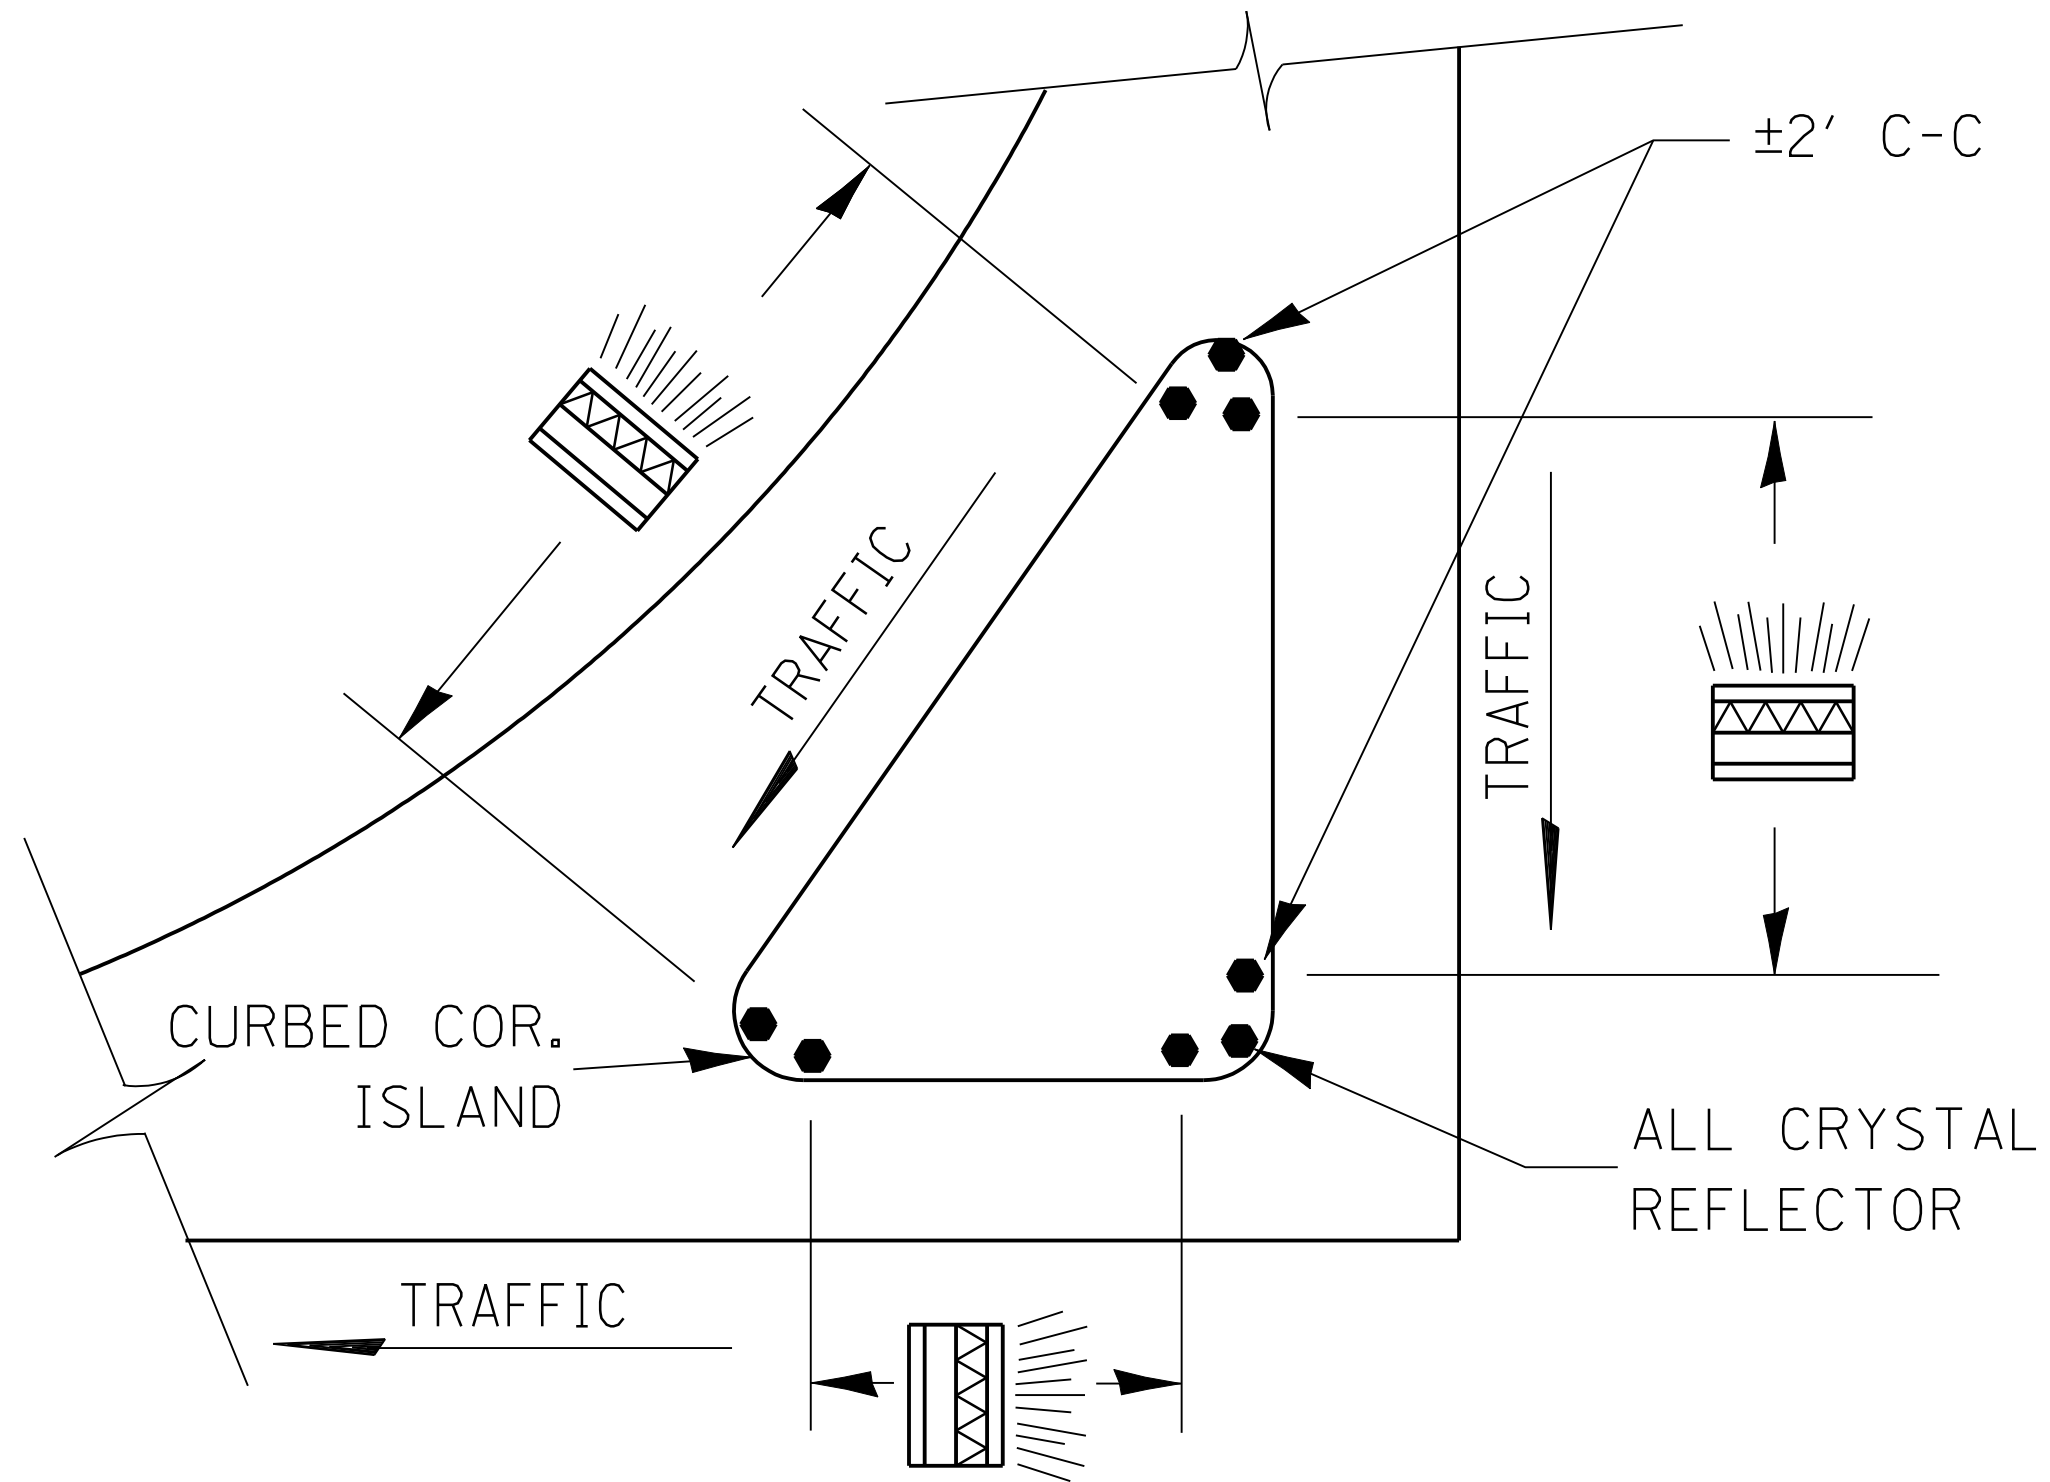 ±2' C-C
TRAFFIC
TRAFFIC
CURBED COR.
ISLAND
ALL CRYSTAL
REFLECTOR
TRAFFIC